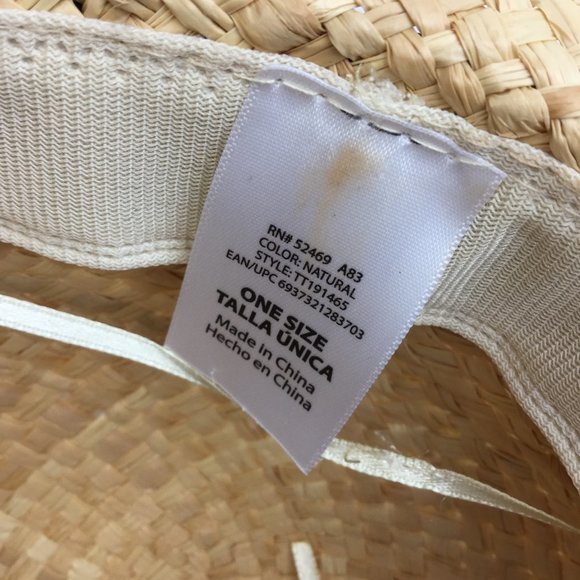 RN# 52469 A83
COLOR: NATURAL
STYLE: TT191465
EAN/UPC 6937321283703
ONE SIZE
TALLA ÚNICA
Made in China
Hecho en China